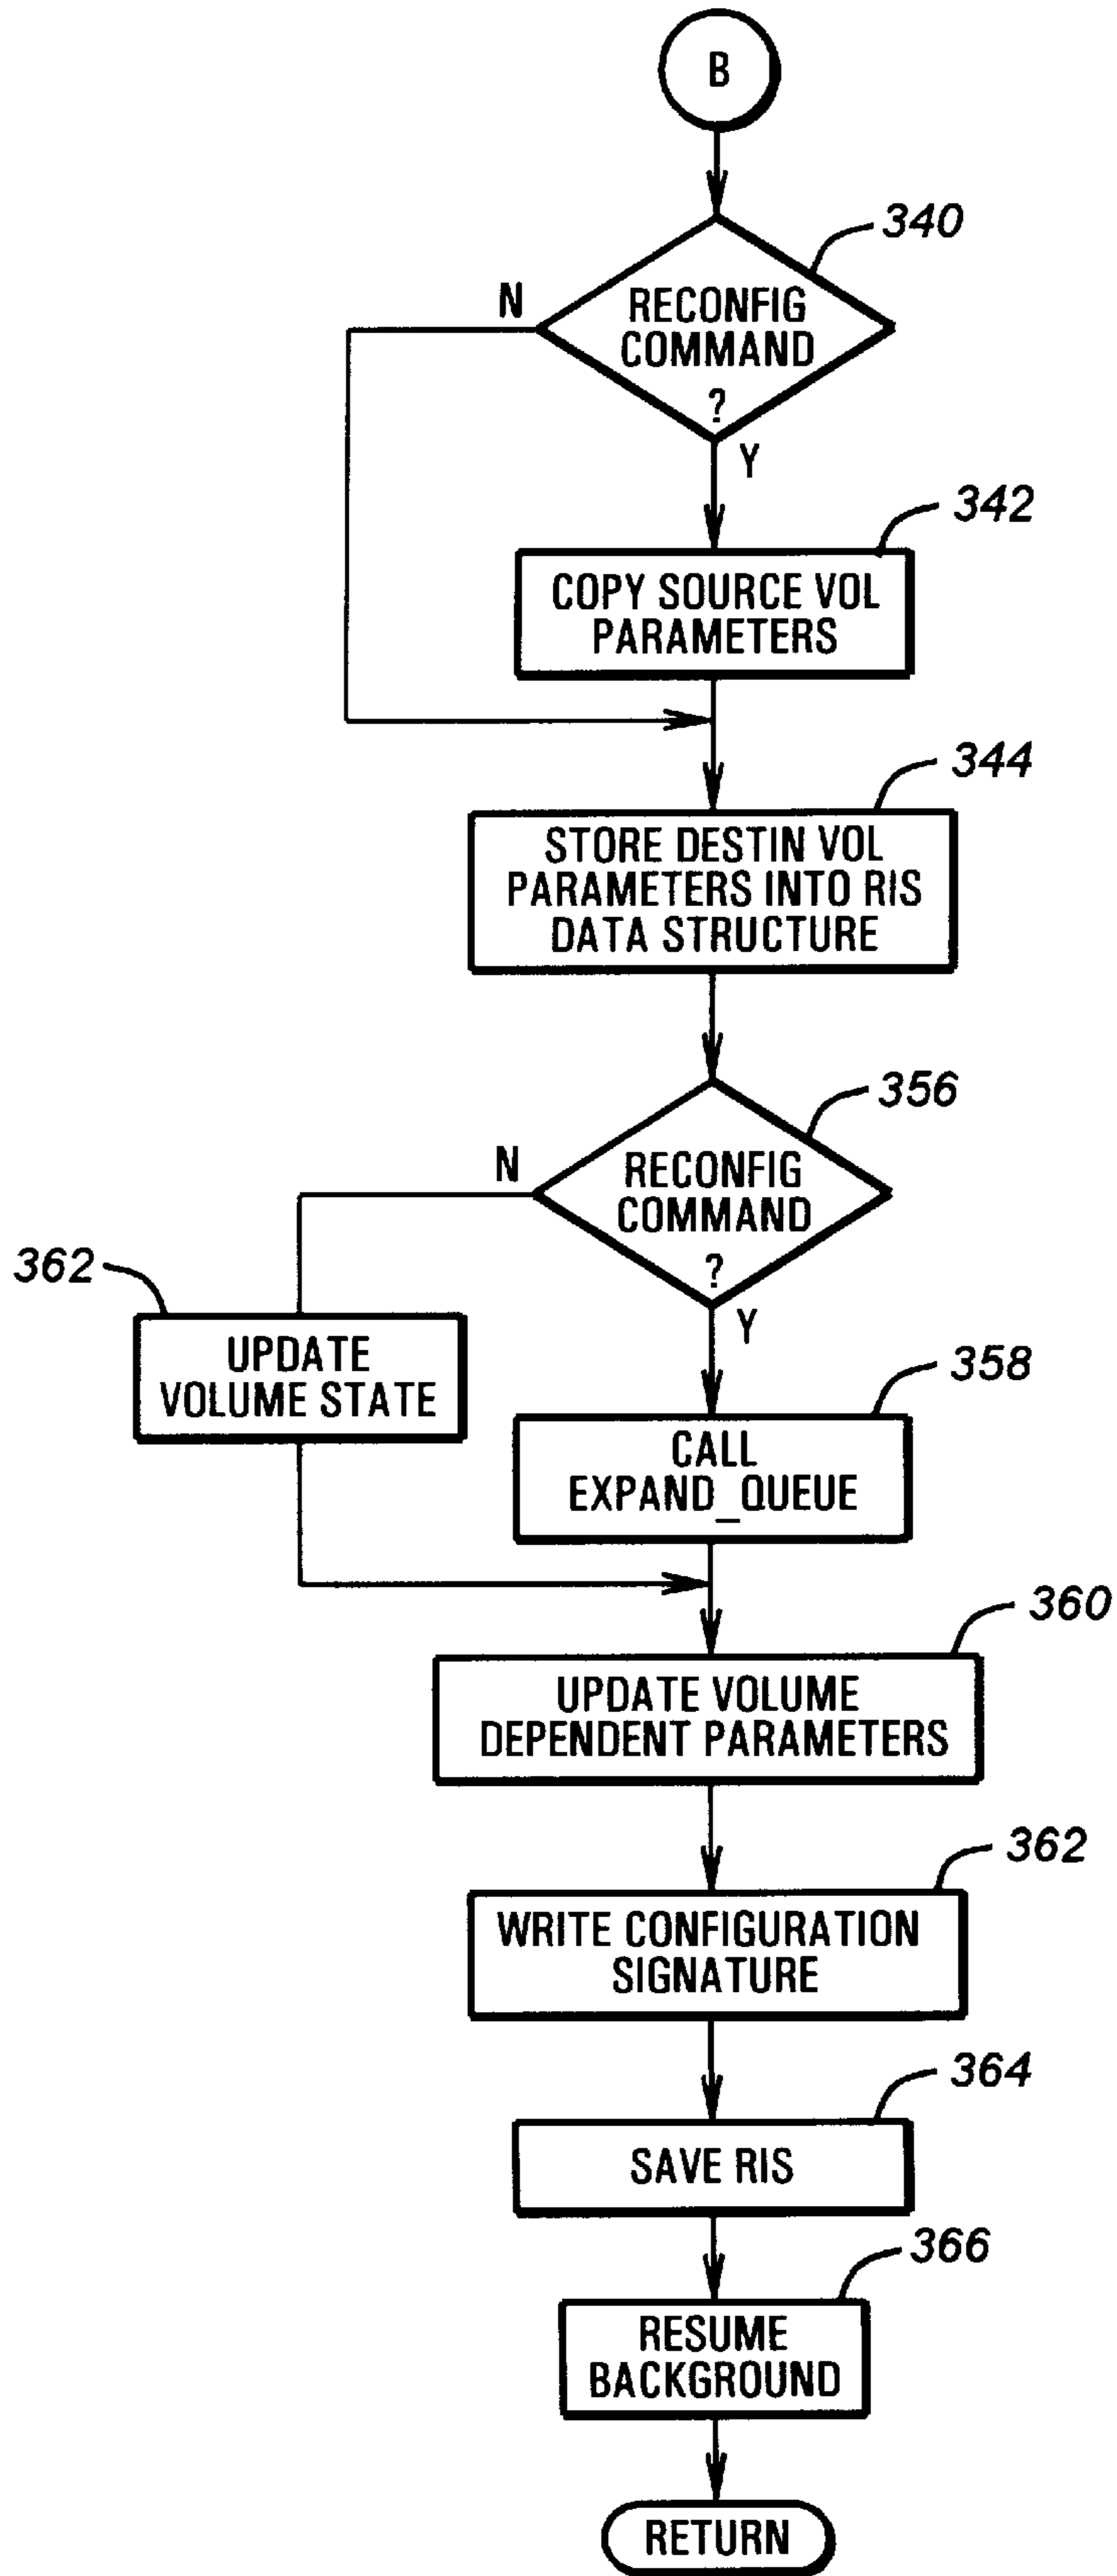 B
340
N
RECONFIG
COMMAND
?
Y
342
COPY SOURCE VOL
PARAMETERS
344
STORE DESTIN VOL
PARAMETERS INTO RIS
DATA STRUCTURE
356
N
RECONFIG
COMMAND
?
Y
362
UPDATE
VOLUME STATE
358
CALL
EXPAND_QUEUE
360
UPDATE VOLUME
DEPENDENT PARAMETERS
362
WRITE CONFIGURATION
SIGNATURE
364
SAVE RIS
366
RESUME
BACKGROUND
RETURN